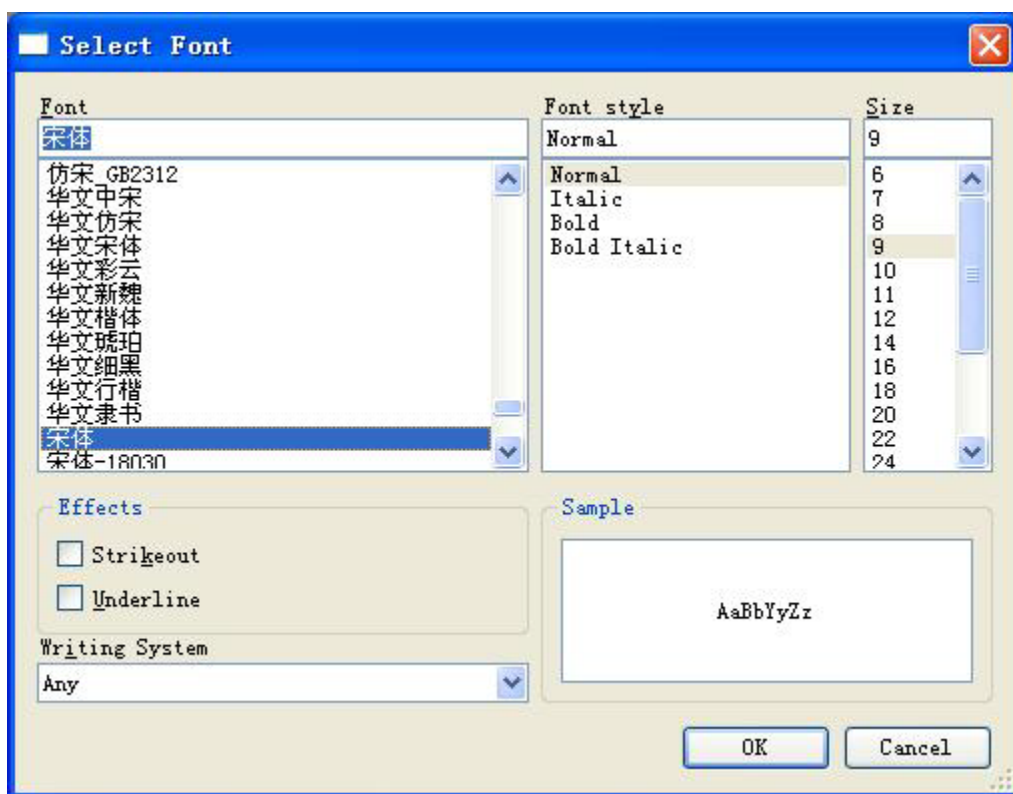 Select Font
Font
宋体
仿宋_GB2312
华文中宋
华文仿宋
华文宋体
华文彩云
华文新魏
华文楷体
华文琥珀
华文细黑
华文行楷
华文隶书
宋体
宋体-18030
Font style
Normal
Normal
Italic
Bold
Bold Italic
Size
9
6
7
8
9
10
11
12
14
16
18
20
22
24
Effects
Strikeout
Underline
Writing System
Any
Sample
AaBbYyZz
OK
Cancel